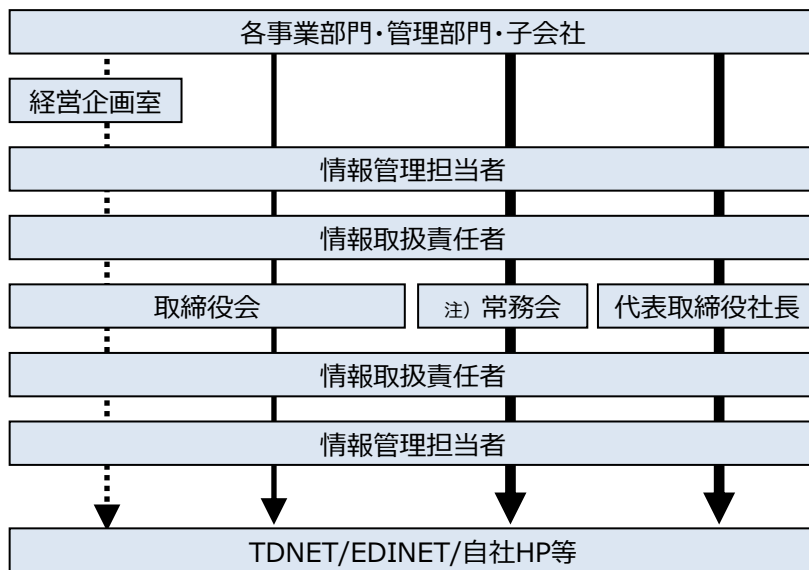 各事業部門・管理部門・子会社
経営企画室
情報管理担当者
情報取扱責任者
取締役会
注）常務会
代表取締役社長
情報取扱責任者
情報管理担当者
TDNET/EDINET/自社HP等